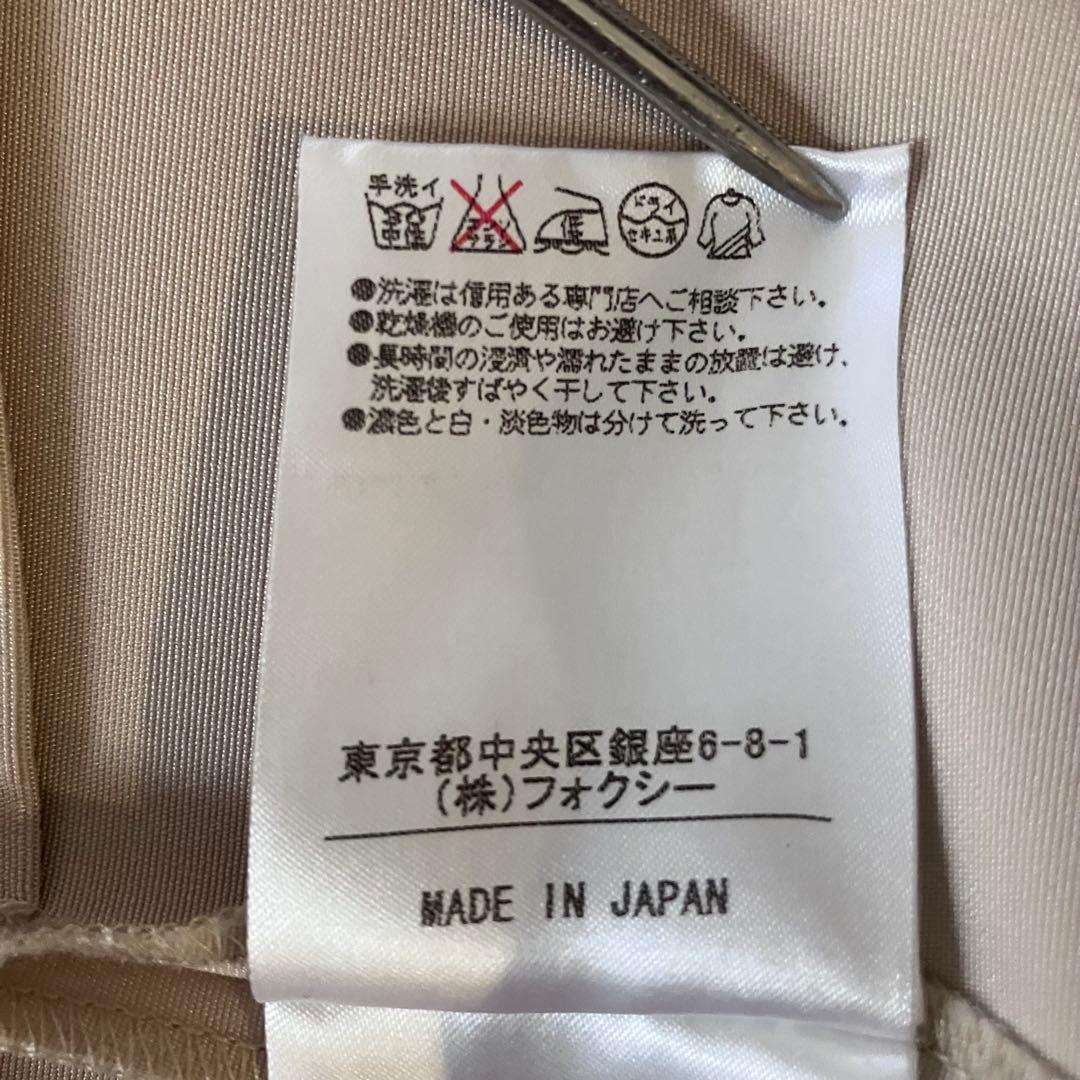 手洗イ
ドライ
セキユ系
●洗濯は信用ある専門店へご相談下さい。
●乾燥機のご使用はお避け下さい。
●長時間の浸漬や濡れたままの放置は避け、
洗濯後すばやく干して下さい。
●濃色と白・淡色物は分けて洗って下さい。
東京都中央区銀座6-8-1
(株)フォクシー
MADE IN JAPAN